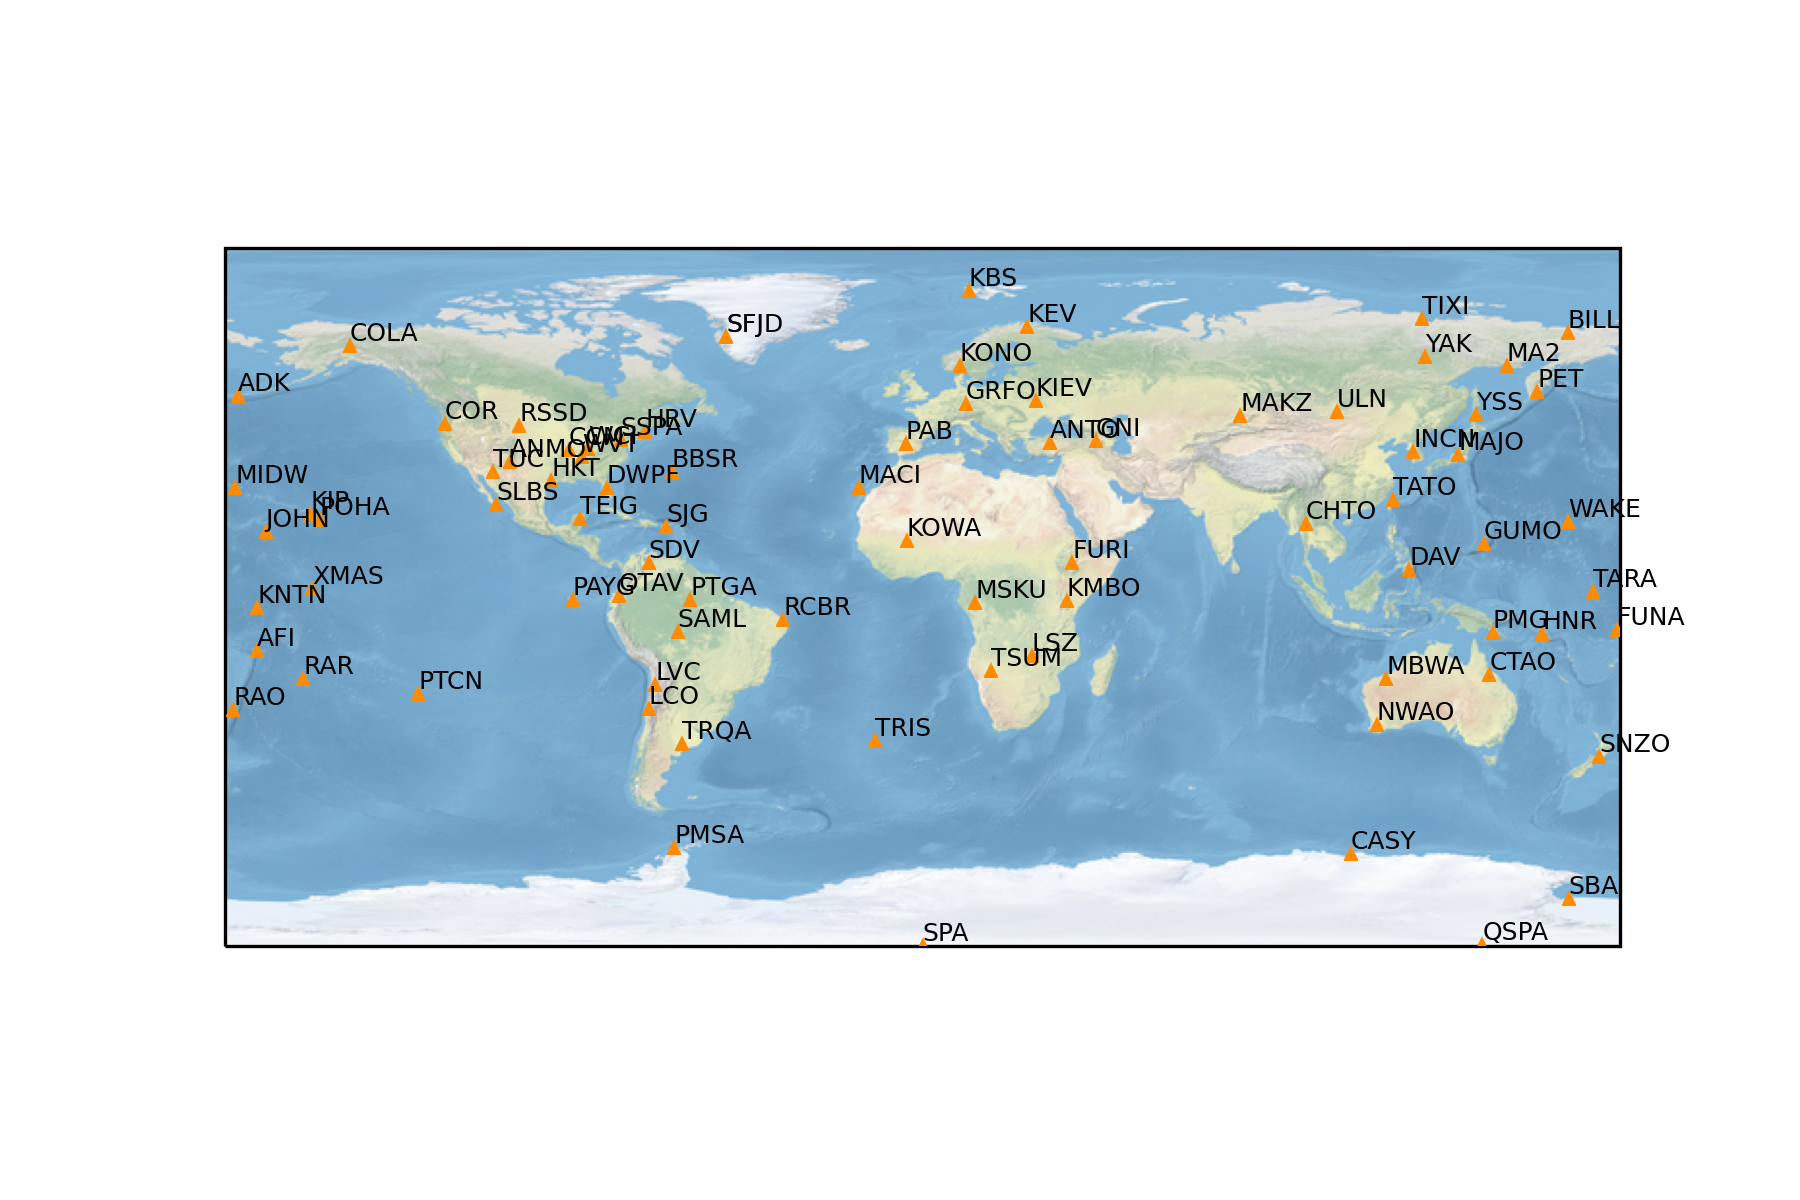 KBS
TIXI
KEV
BILL
SFJD
COLA
YAK
KONO
MA2
PET
ADK
KIEV
GRFO
ULN
MAKZ
YSS
COR
RSSD
HRV
SSPA
PAB
ANTO
GNI
INCN
MAJO
WVT
ANMO
TUC
HKT
BBSR
DWPF
MIDW
MACI
TATO
SLBS
KIP
POHA
TEIG
SJG
JOHN
CHTO
WAKE
KOWA
GUMO
SDV
FURI
DAV
XMAS
TARA
OTAV
PAYG
PTGA
MSKU
KMBO
KNTN
RCBR
SAML
PMG
HNR
FUNA
AFI
LSZ
TSUM
CTAO
RAR
MBWA
LVC
PTCN
RAO
LCO
NWAO
TRIS
TRQA
SNZO
PMSA
CASY
SBA
SPA
QSPA